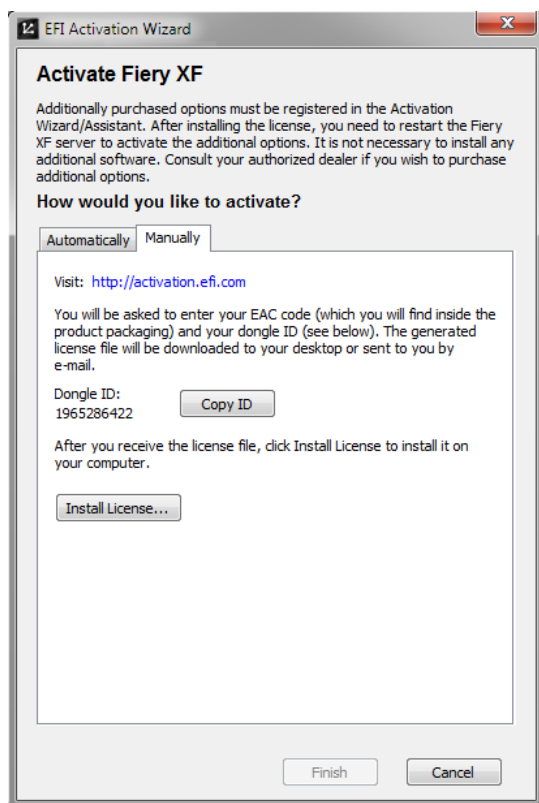 EFI Activation Wizard
Activate Fiery XF
Additionally purchased options must be registered in the Activation
Wizard/Assistant. After installing the license, you need to restart the Fiery
XF server to activate the additional options. It is not necessary to install any
additional software. Consult your authorized dealer if you wish to purchase
additional options.
How would you like to activate?
Automatically Manually
Visit: http://activation.efi.com
You will be asked to enter your EAC code (which you will find inside the
product packaging) and your dongle ID (see below). The generated
license file will be downloaded to your desktop or sent to you by
e-mail.
Dongle ID:
1965286422
Copy ID
After you receive the license file, click Install License to install it on
your computer.
Install License...
Finish Cancel